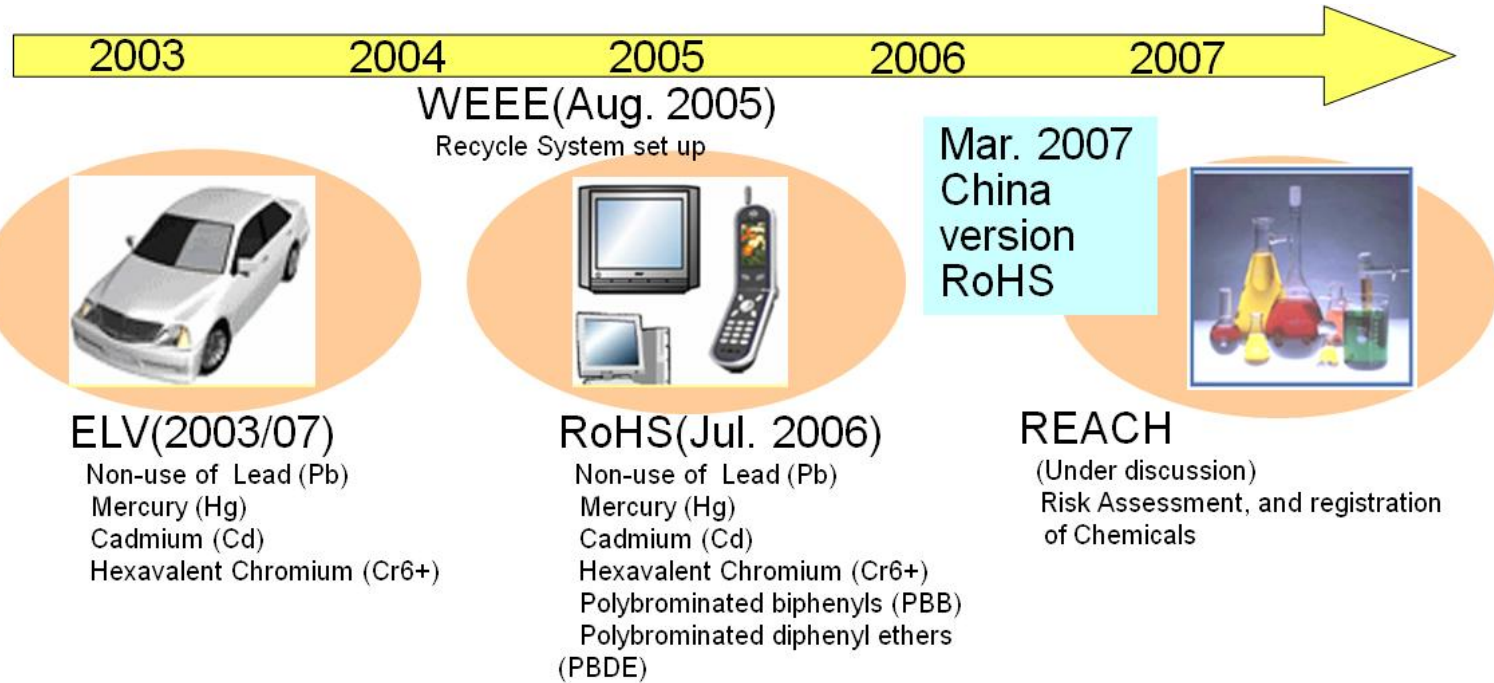 2003 2004 2005 2006 2007
WEEE(Aug. 2005)
Recycle System set up
Mar. 2007
China
version
RoHS
ELV(2003/07)
Non-use of Lead (Pb)
Mercury (Hg)
Cadmium (Cd)
Hexavalent Chromium (Cr6+)
RoHS(Jul. 2006)
Non-use of Lead (Pb)
Mercury (Hg)
Cadmium (Cd)
Hexavalent Chromium (Cr6+)
Polybrominated biphenyls (PBB)
Polybrominated diphenyl ethers
(PBDE)
REACH
(Under discussion)
Risk Assessment, and registration
of Chemicals